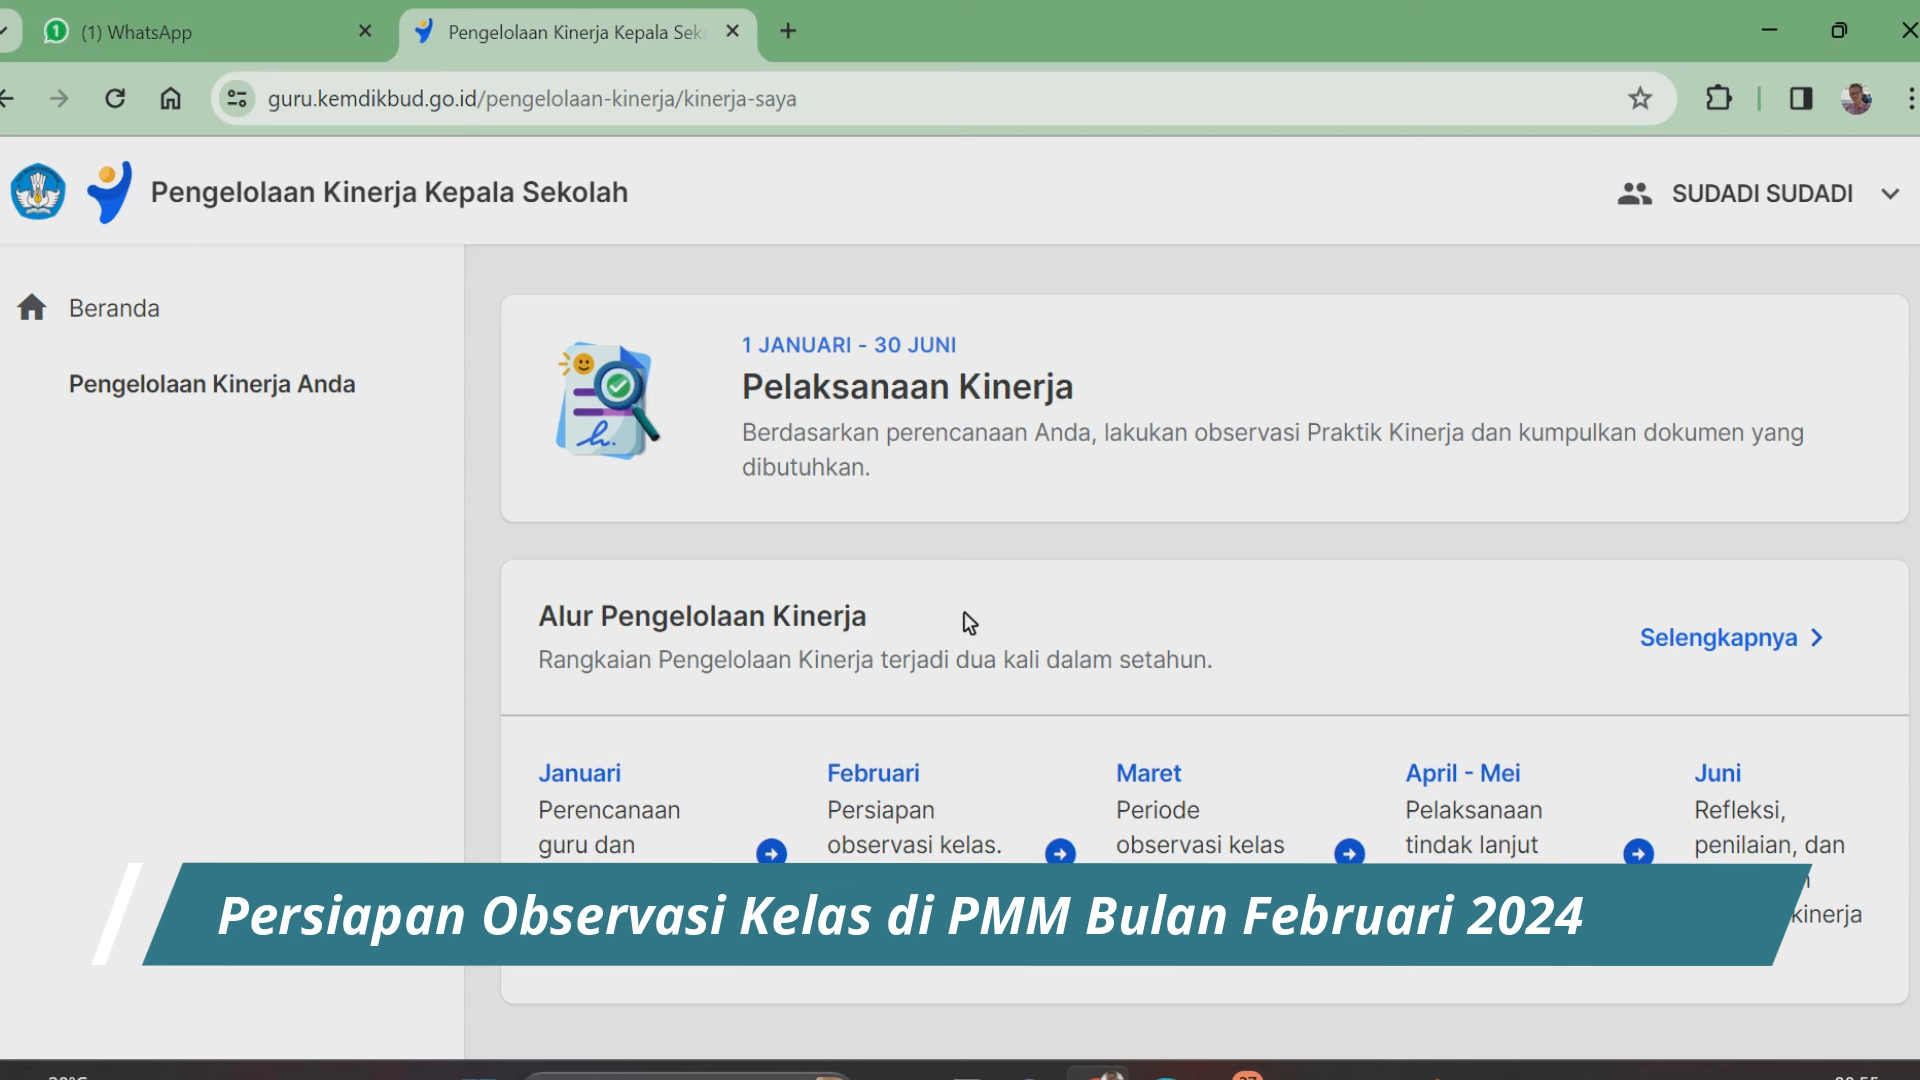 (1) WhatsApp
Pengelolaan Kinerja Kepala Sek
guru.kemdikbud.go.id/pengelolaan-kinerja/kinerja-saya
Pengelolaan Kinerja Kepala Sekolah
SUDADI SUDADI
Beranda
Pengelolaan Kinerja Anda
1 JANUARI - 30 JUNI
Pelaksanaan Kinerja
Berdasarkan perencanaan Anda, lakukan observasi Praktik Kinerja dan kumpulkan dokumen yang
dibutuhkan.
Alur Pengelolaan Kinerja
Rangkaian Pengelolaan Kinerja terjadi dua kali dalam setahun.
Selengkapnya
Januari
Perencanaan
guru dan
Februari
Persiapan
observasi kelas.
Maret
Periode
observasi kelas
April - Mei
Pelaksanaan
tindak lanjut
Juni
Refleksi,
penilaian, dan
kinerja
Persiapan Observasi Kelas di PMM Bulan Februari 2024